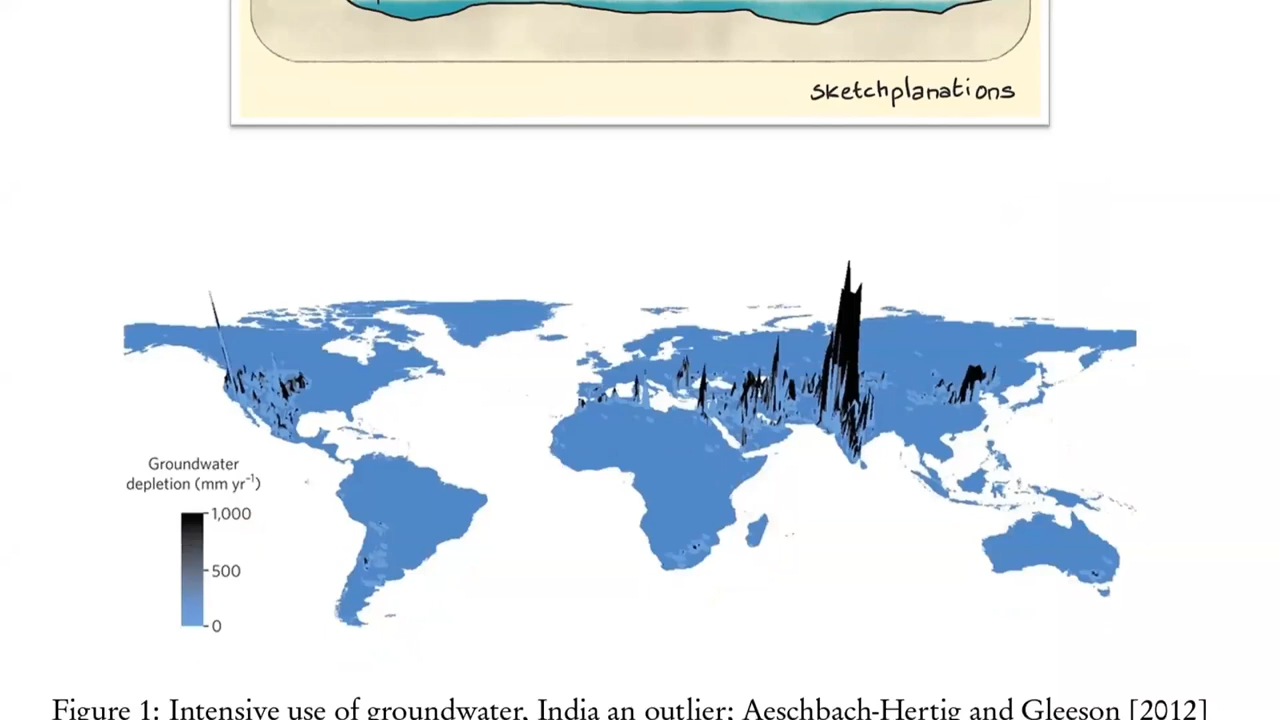 sketchplanations
Groundwater
depletion (mm yr⁻¹)
1,000
500
0
Figure 1: Intensive use of groundwater, India an outlier; Aeschbach-Hertig and Gleeson [2012]